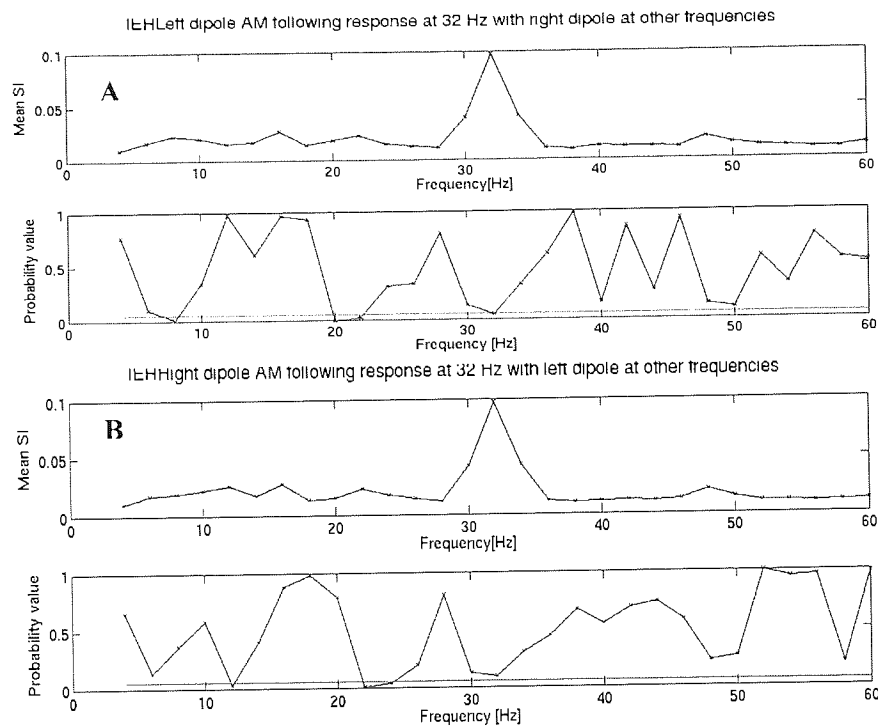 IEHLeft dipole AM following response at 32 Hz with right dipole at other frequencies
A
Mean SI
0.1
0.05
0
0 10 20 30 40 50 60
Frequency[Hz]
Probability value
1
0.5
0
0 10 20 30 40 50 60
Frequency [Hz]
IEHRight dipole AM following response at 32 Hz with left dipole at other frequencies
B
Mean SI
0.1
0.05
0
0 10 20 30 40 50 60
Frequency[Hz]
Probability value
1
0.5
0
0 10 20 30 40 50 60
Frequency [Hz]